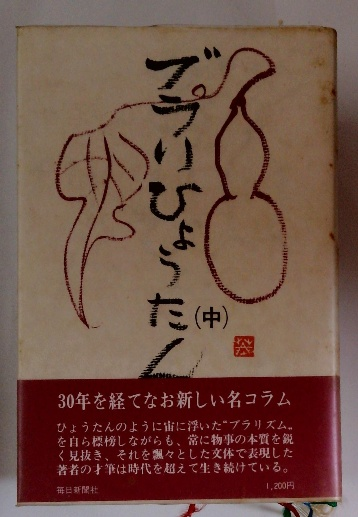 ブラリひょうたん
(中)
30年を経てなお新しい名コラム
ひょうたんのように宙に浮いた"ブラリズム"
を自ら標榜しながらも、常に物事の本質を鋭
く見抜き、それを飄々とした文体で表現した
著者の才筆は時代を超えて生き続けている。
毎日新聞社
1,200円